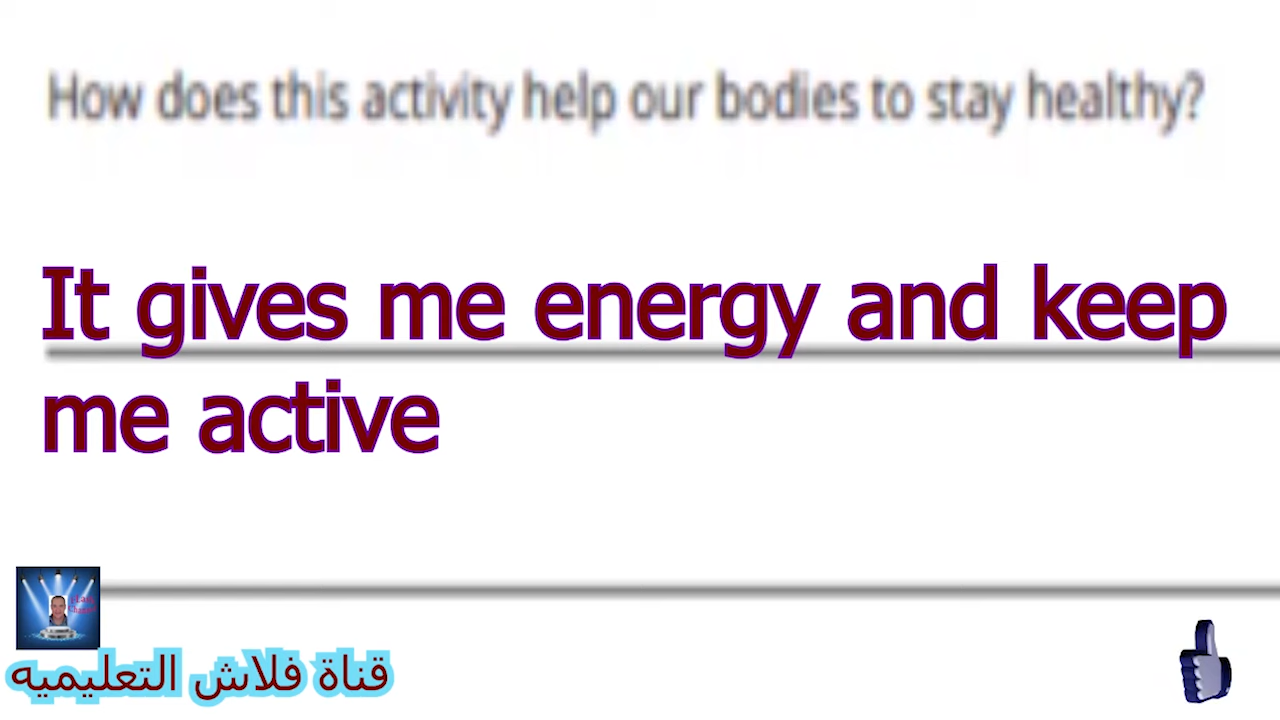 How does this activity help our bodies to stay healthy?
It gives me energy and keep
me active
قناة فلاش التعليميه